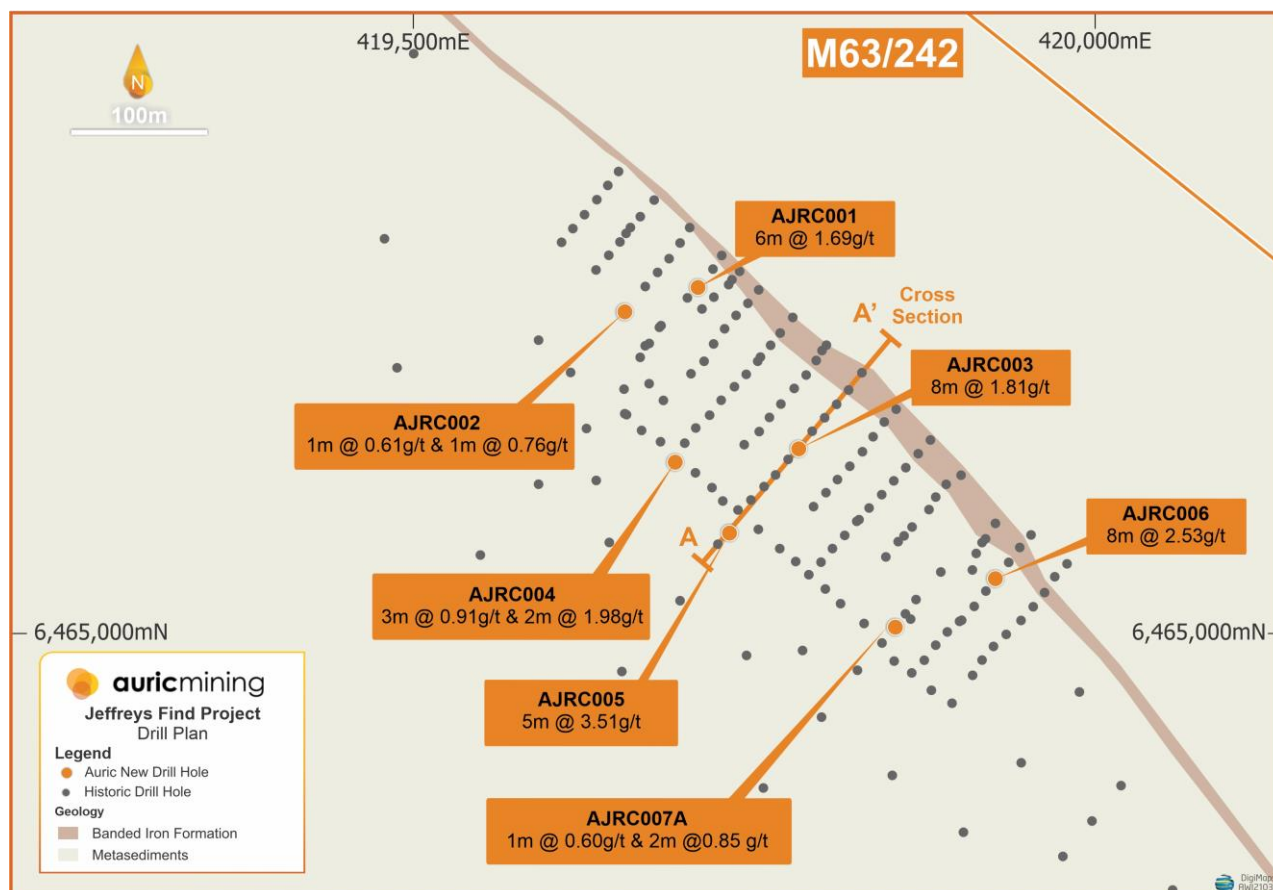 419,500mE
420,000mE
M63/242
N
100m
AJRC001
6m @ 1.69g/t
A'
Cross
Section
AJRC003
8m @ 1.81g/t
AJRC002
1m @ 0.61g/t & 1m @ 0.76g/t
AJRC006
8m @ 2.53g/t
A
AJRC004
3m @ 0.91g/t & 2m @ 1.98g/t
6,465,000mN
6,465,000mN
AJRC005
5m @ 3.51g/t
AJRC007A
1m @ 0.60g/t & 2m @0.85 g/t
auricmining
Jeffreys Find Project
Drill Plan
Legend
Auric New Drill Hole
Historic Drill Hole
Geology
Banded Iron Formation
Metasediments